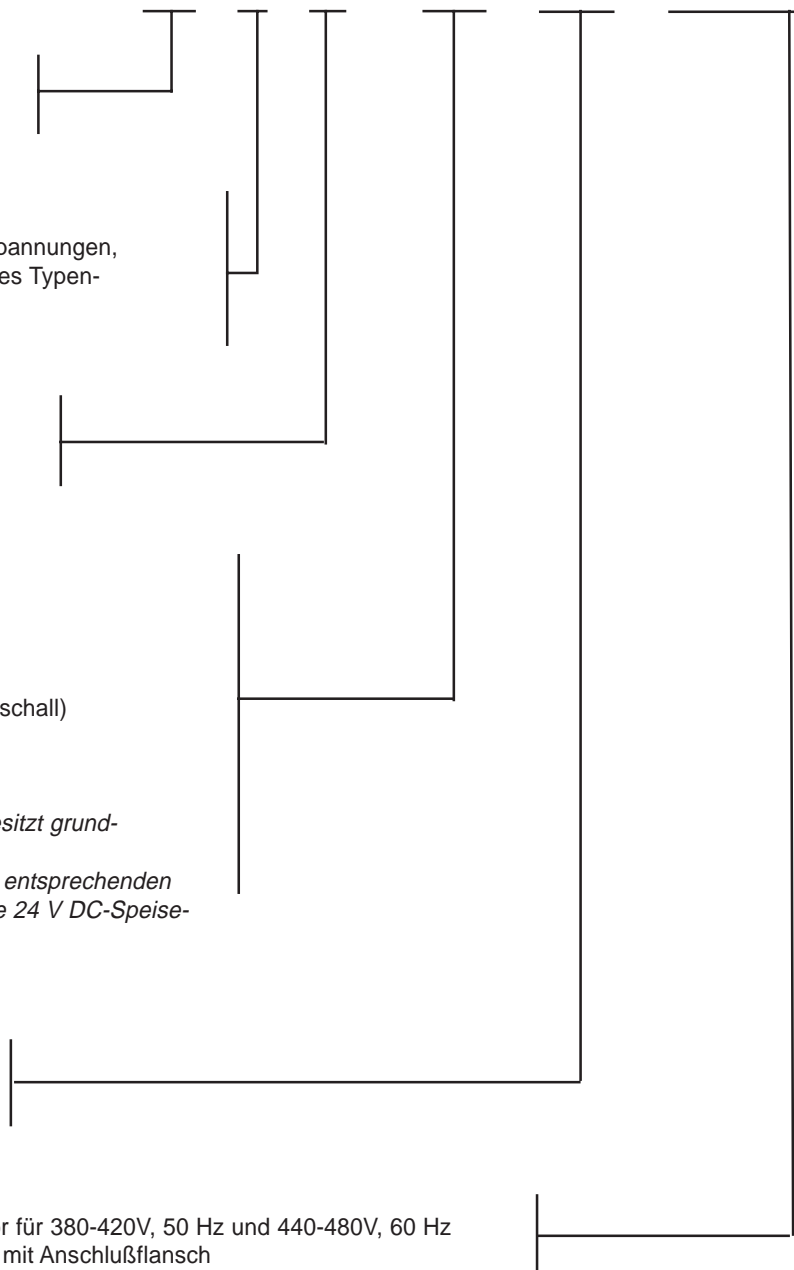 pannungen,
es Typen-
schall)
sitzt grund-
entsprechenden
e 24 V DC-Speise-
r für 380-420V, 50 Hz und 440-480V, 60 Hz
mit Anschlußflansch